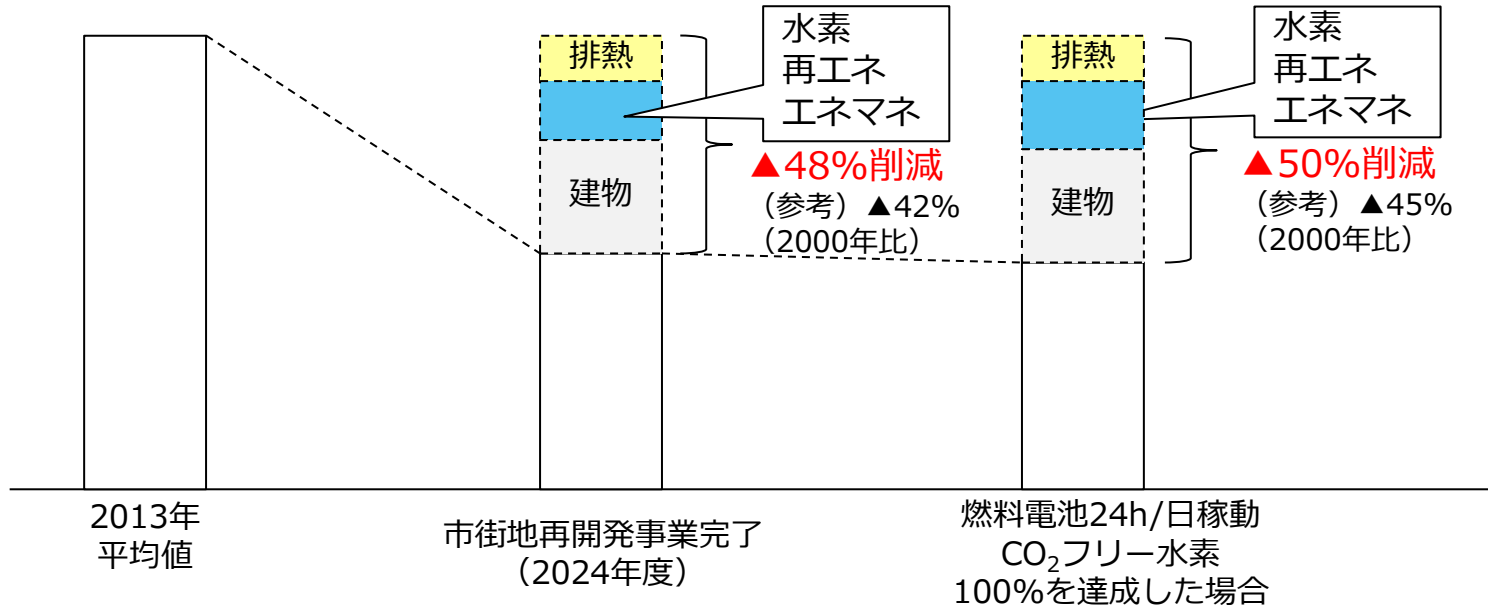 排熱
建物
水素
再エネ
エネマネ
▲48%削減
（参考）▲42%
（2000年比）
排熱
建物
水素
再エネ
エネマネ
▲50%削減
（参考）▲45%
（2000年比）
2013年
平均値
市街地再開発事業完了
（2024年度）
燃料電池24h/日稼動
CO₂フリー水素
100%を達成した場合